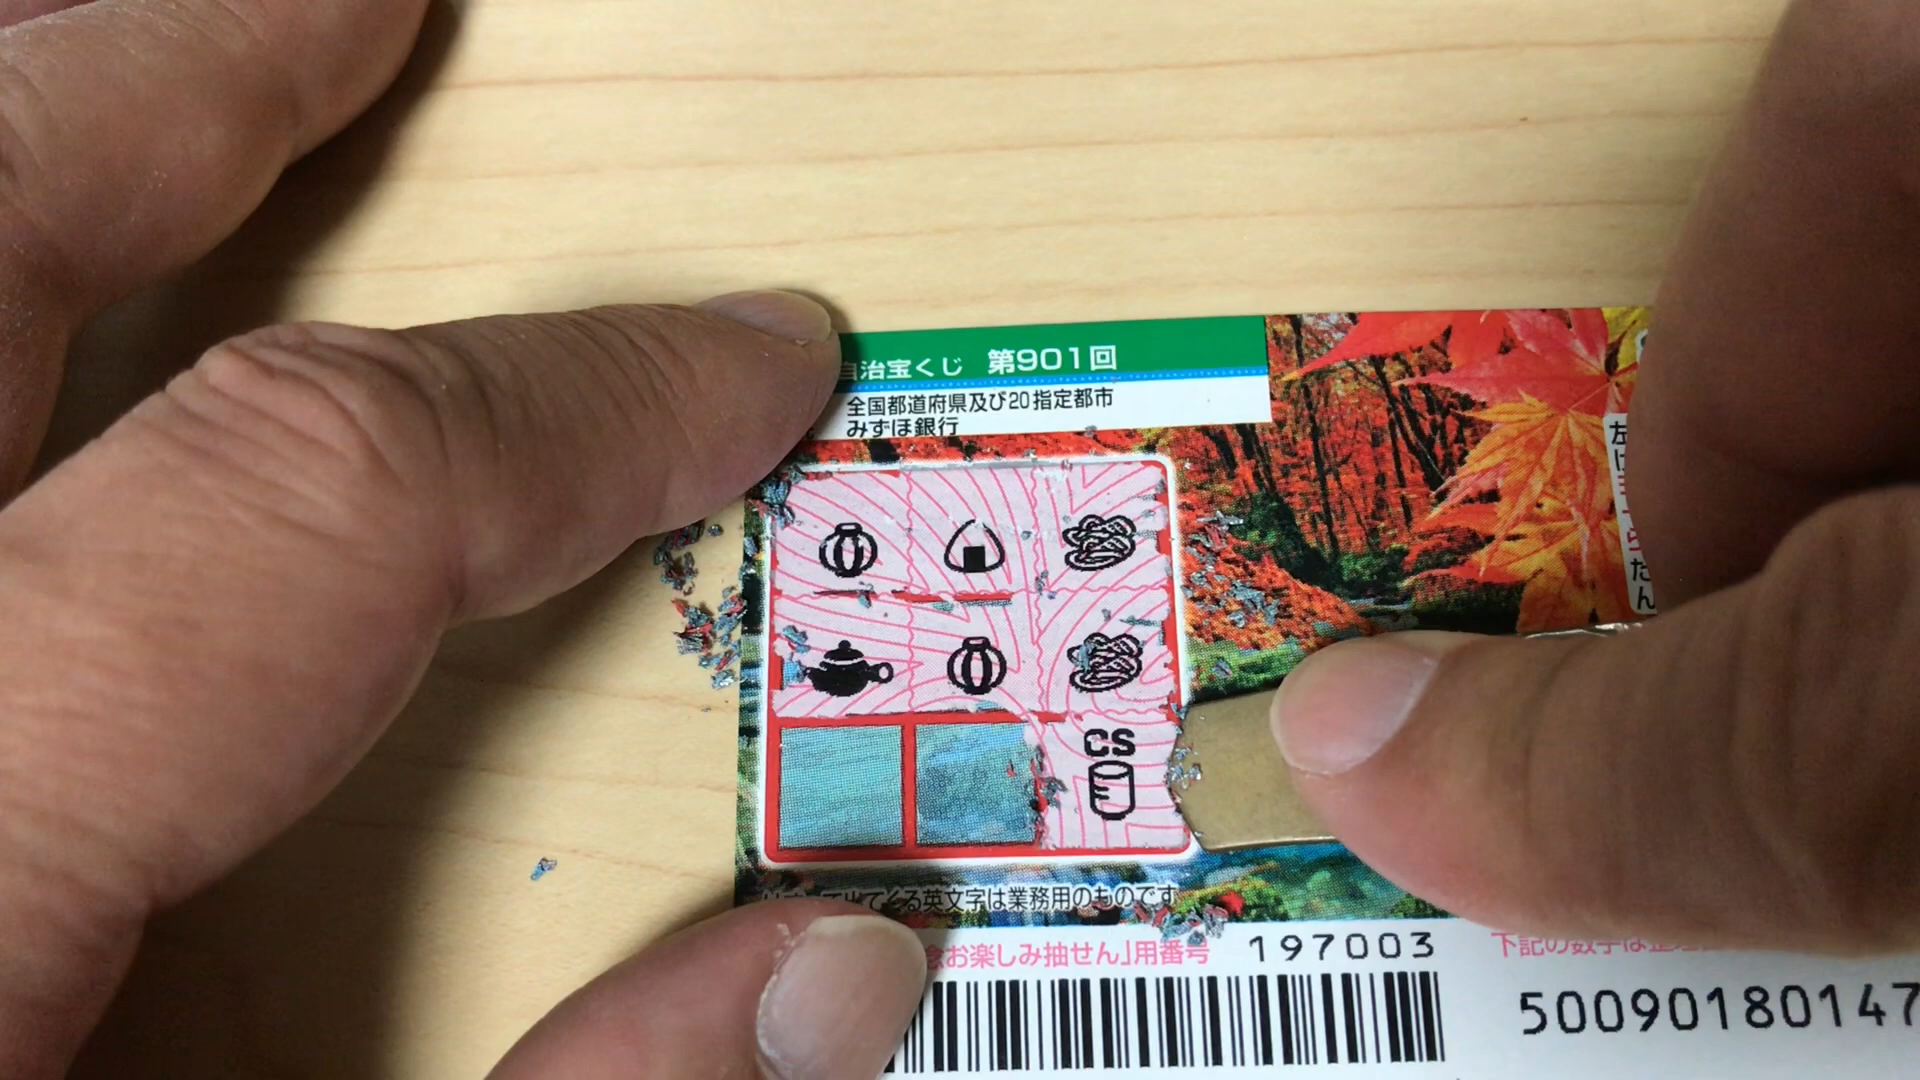 自治宝くじ 第901回
全国都道府県及び20指定都市
みずほ銀行
CS
出てくる英文字は業務用のものです
お楽しみ抽せん」用番号 197003
下記の数字は
50090180147